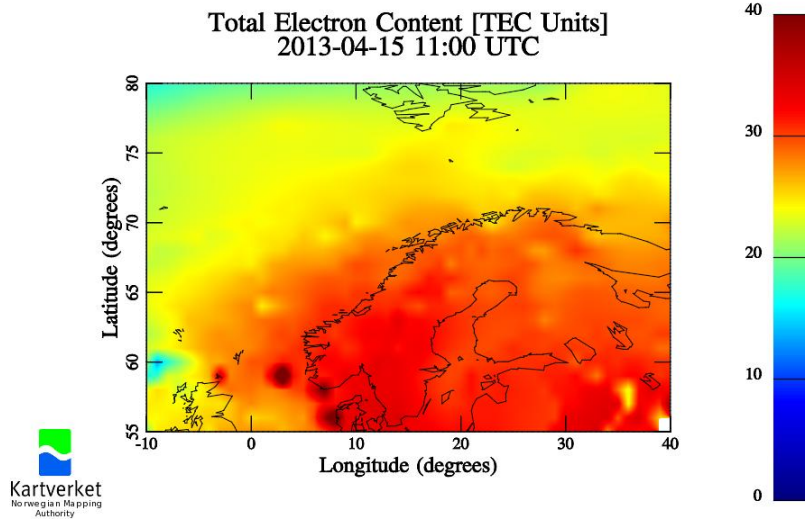 Total Electron Content [TEC Units]
2013-04-15 11:00 UTC
40
30
20
10
0
80
75
70
65
60
55
Latitude (degrees)
-10
0
10
20
30
40
Longitude (degrees)
Kartverket
Norwegian Mapping
Authority